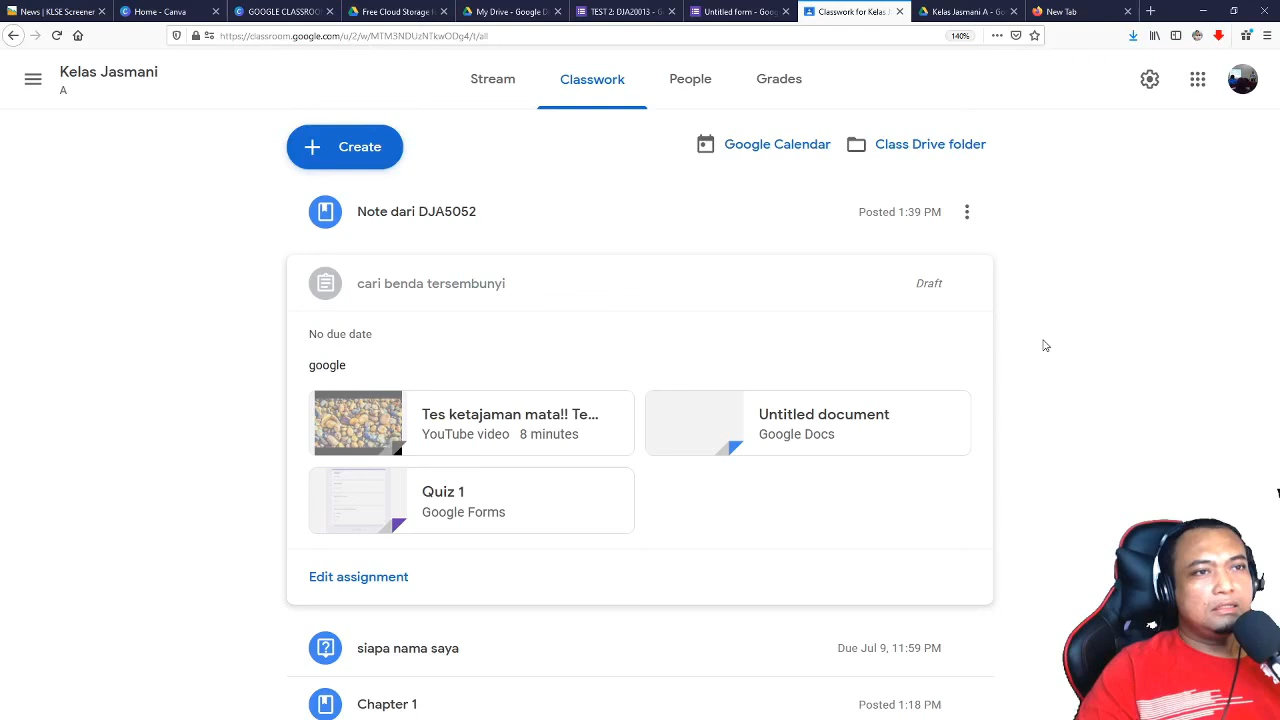 News | KLSE Screener
Home - Canva
GOOGLE CLASSROO
Free Cloud Storage f
My Drive - Google D
TEST 2: DJA20013 - G
Untitled form - Goog
Classwork for Kelas J
Kelas Jasmani A - Go
New Tab
https://classroom.google.com/u/2/w/MTM3NDUzNTkwODg4/t/all
140%
Kelas Jasmani
A
Stream
Classwork
People
Grades
Create
Google Calendar
Class Drive folder
Note dari DJA5052
Posted 1:39 PM
cari benda tersembunyi
Draft
No due date
google
Tes ketajaman mata!! Te...
YouTube video 8 minutes
Untitled document
Google Docs
Quiz 1
Google Forms
Edit assignment
siapa nama saya
Due Jul 9, 11:59 PM
Chapter 1
Posted 1:18 PM